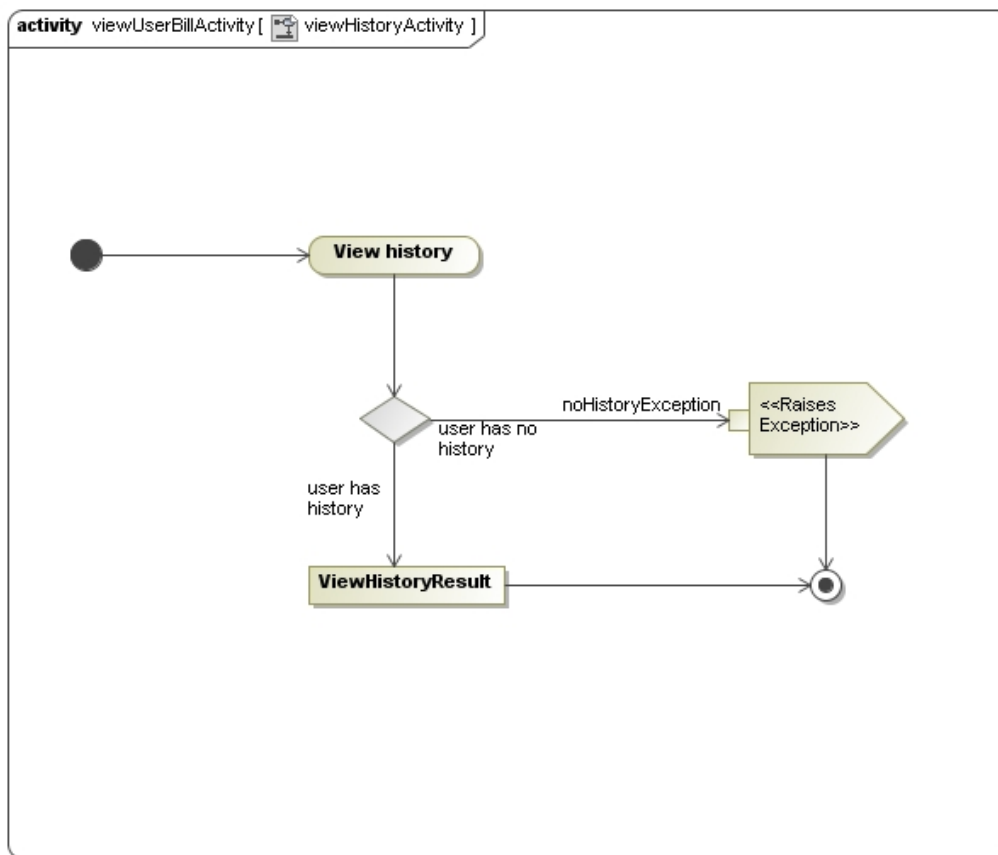 activity viewUserBillActivity [ viewHistoryActivity ]
View history
noHistoryException
<<Raises
Exception>>
user has no
history
user has
history
ViewHistoryResult